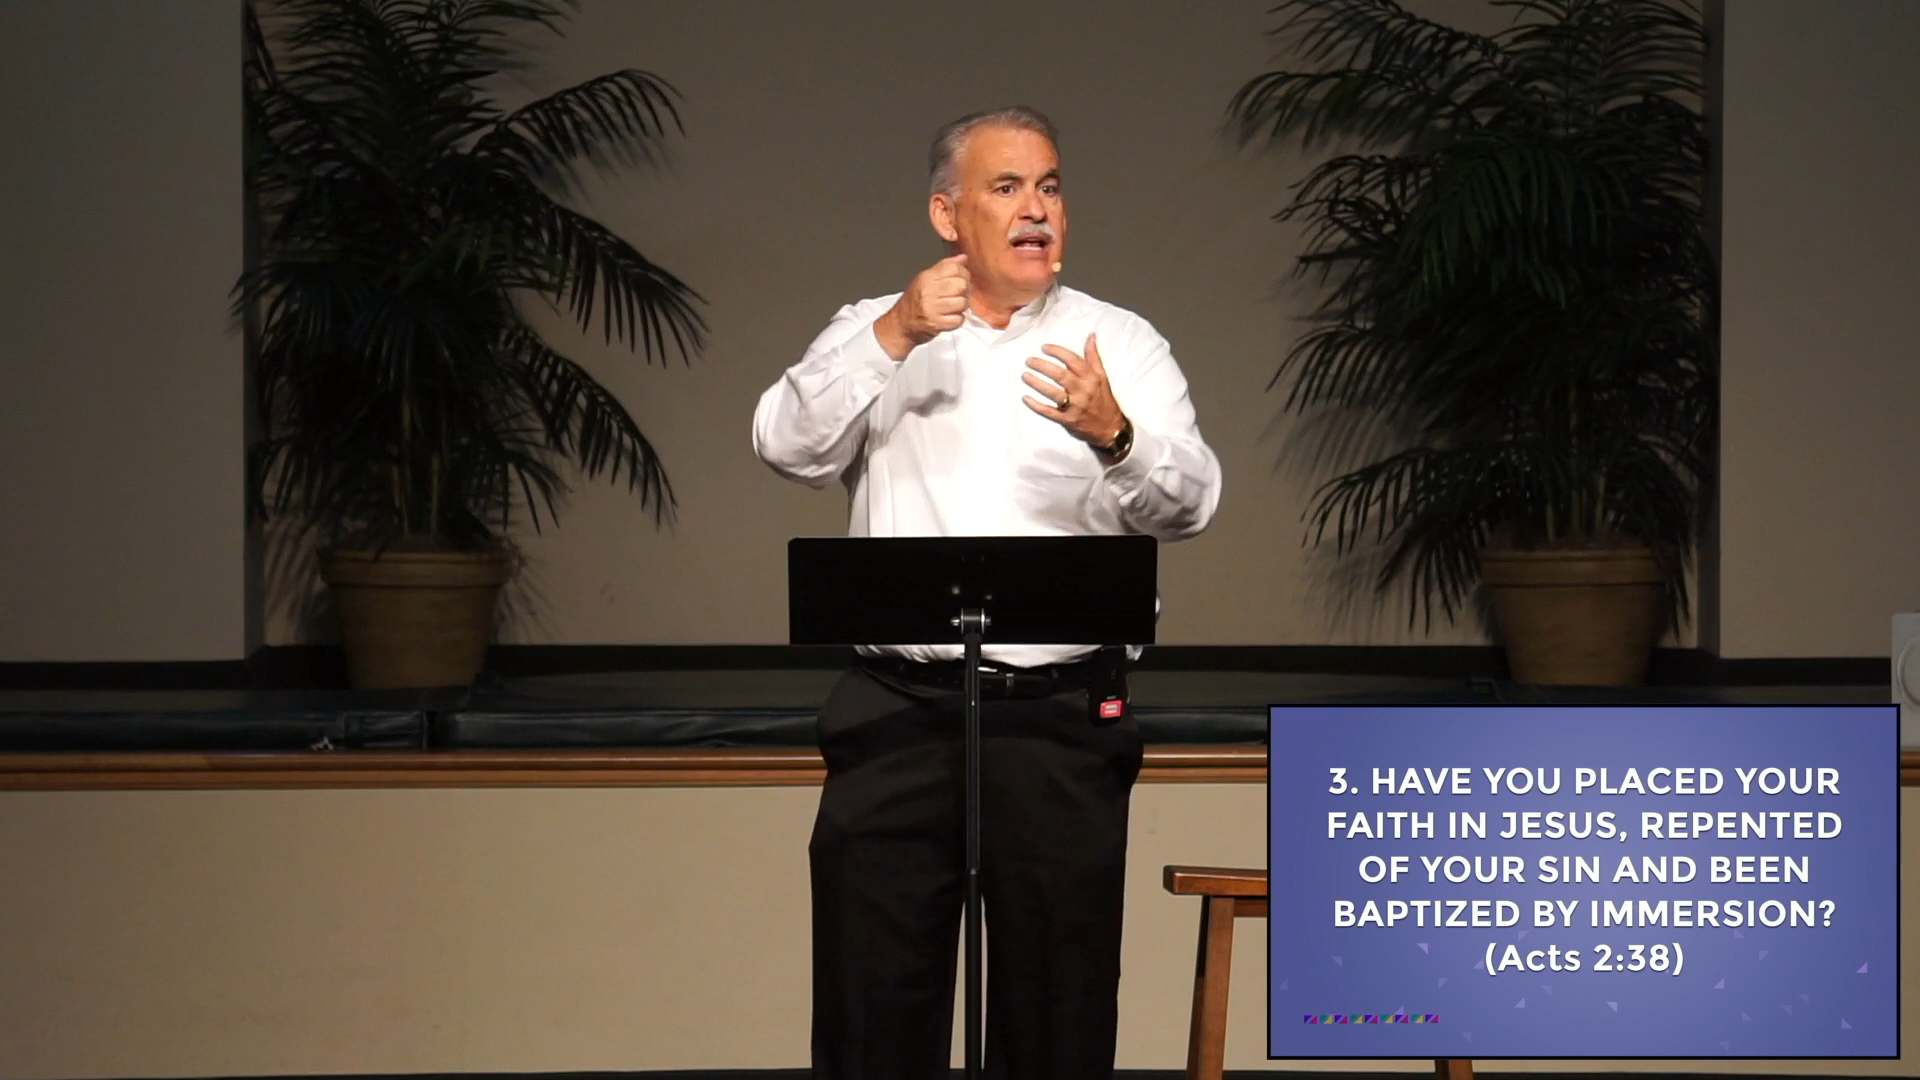 3. HAVE YOU PLACED YOUR
FAITH IN JESUS, REPENTED
OF YOUR SIN AND BEEN
BAPTIZED BY IMMERSION?
(Acts 2:38)